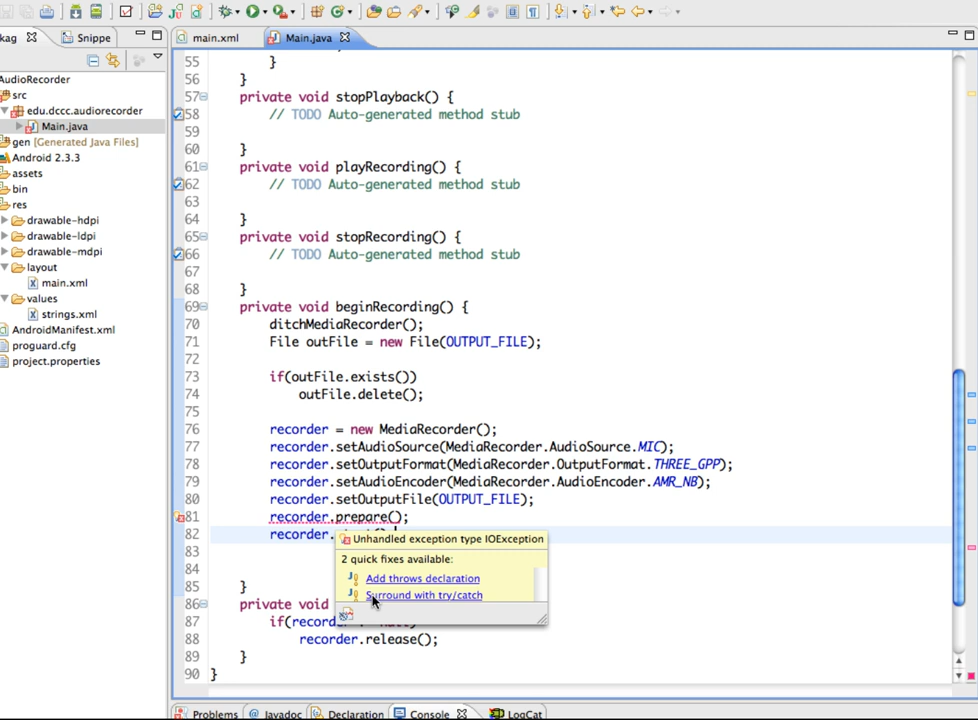 kag
Snippe
main.xml
Main.java
AudioRecorder
src
edu.dccc.audiorecorder
Main.java
gen [Generated Java Files]
Android 2.3.3
assets
bin
res
drawable-hdpi
drawable-ldpi
drawable-mdpi
layout
main.xml
values
strings.xml
AndroidManifest.xml
proguard.cfg
project.properties
55 }
56 }
57 private void stopPlayback() {
58 // TODO Auto-generated method stub
59
60 }
61 private void playRecording() {
62 // TODO Auto-generated method stub
63
64 }
65 private void stopRecording() {
66 // TODO Auto-generated method stub
67
68 }
69 private void beginRecording() {
70 ditchMediaRecorder();
71 File outFile = new File(OUTPUT_FILE);
72
73 if(outFile.exists())
74 outFile.delete();
75
76 recorder = new MediaRecorder();
77 recorder.setAudioSource(MediaRecorder.AudioSource.MIC);
78 recorder.setOutputFormat(MediaRecorder.OutputFormat.THREE_GPP);
79 recorder.setAudioEncoder(MediaRecorder.AudioEncoder.AMR_NB);
80 recorder.setOutputFile(OUTPUT_FILE);
81 recorder.prepare();
82 recorder.
83
84
85 }
86 private void
87 if(record
88 recorder.release();
89 }
90 }
Unhandled exception type IOException
2 quick fixes available:
Add throws declaration
Surround with try/catch
Problems
@ Javadoc
Declaration
Console
LogCat